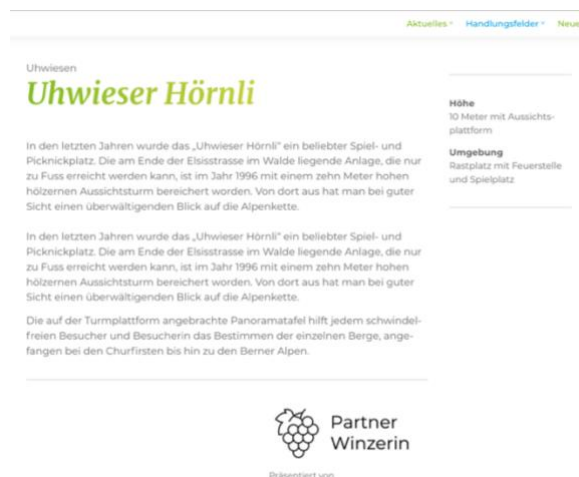 Aktuelles
Handlungsfelder
Neue
Uhwiesen
Uhwieser Hörnli
In den letzten Jahren wurde das „Uhwieser Hörnli" ein beliebter Spiel- und
Picknickplatz. Die am Ende der Elsisstrasse im Walde liegende Anlage, die nur
zu Fuss erreicht werden kann, ist im Jahr 1996 mit einem zehn Meter hohen
hölzernen Aussichtsturm bereichert worden. Von dort aus hat man bei guter
Sicht einen überwältigenden Blick auf die Alpenkette.
In den letzten Jahren wurde das „Uhwieser Hörnli" ein beliebter Spiel- und
Picknickplatz. Die am Ende der Elsisstrasse im Walde liegende Anlage, die nur
zu Fuss erreicht werden kann, ist im Jahr 1996 mit einem zehn Meter hohen
hölzernen Aussichtsturm bereichert worden. Von dort aus hat man bei guter
Sicht einen überwältigenden Blick auf die Alpenkette.
Die auf der Turmplattform angebrachte Panoramatafel hilft jedem schwindel-
freien Besucher und Besucherin das Bestimmen der einzelnen Berge, ange-
fangen bei den Churfirsten bis hin zu den Berner Alpen.
Höhe
10 Meter mit Aussichts-
plattform
Umgebung
Rastplatz mit Feuerstelle
und Spielplatz
Partner
Winzerin
Präsentiert von